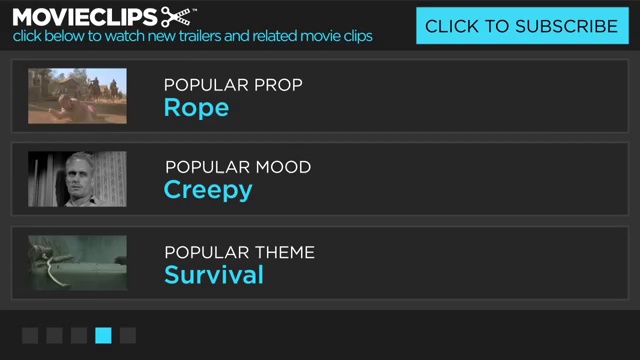 MOVIECLIPS™
click below to watch new trailers and related movie clips
CLICK TO SUBSCRIBE
POPULAR PROP
Rope
POPULAR MOOD
Creepy
POPULAR THEME
Survival